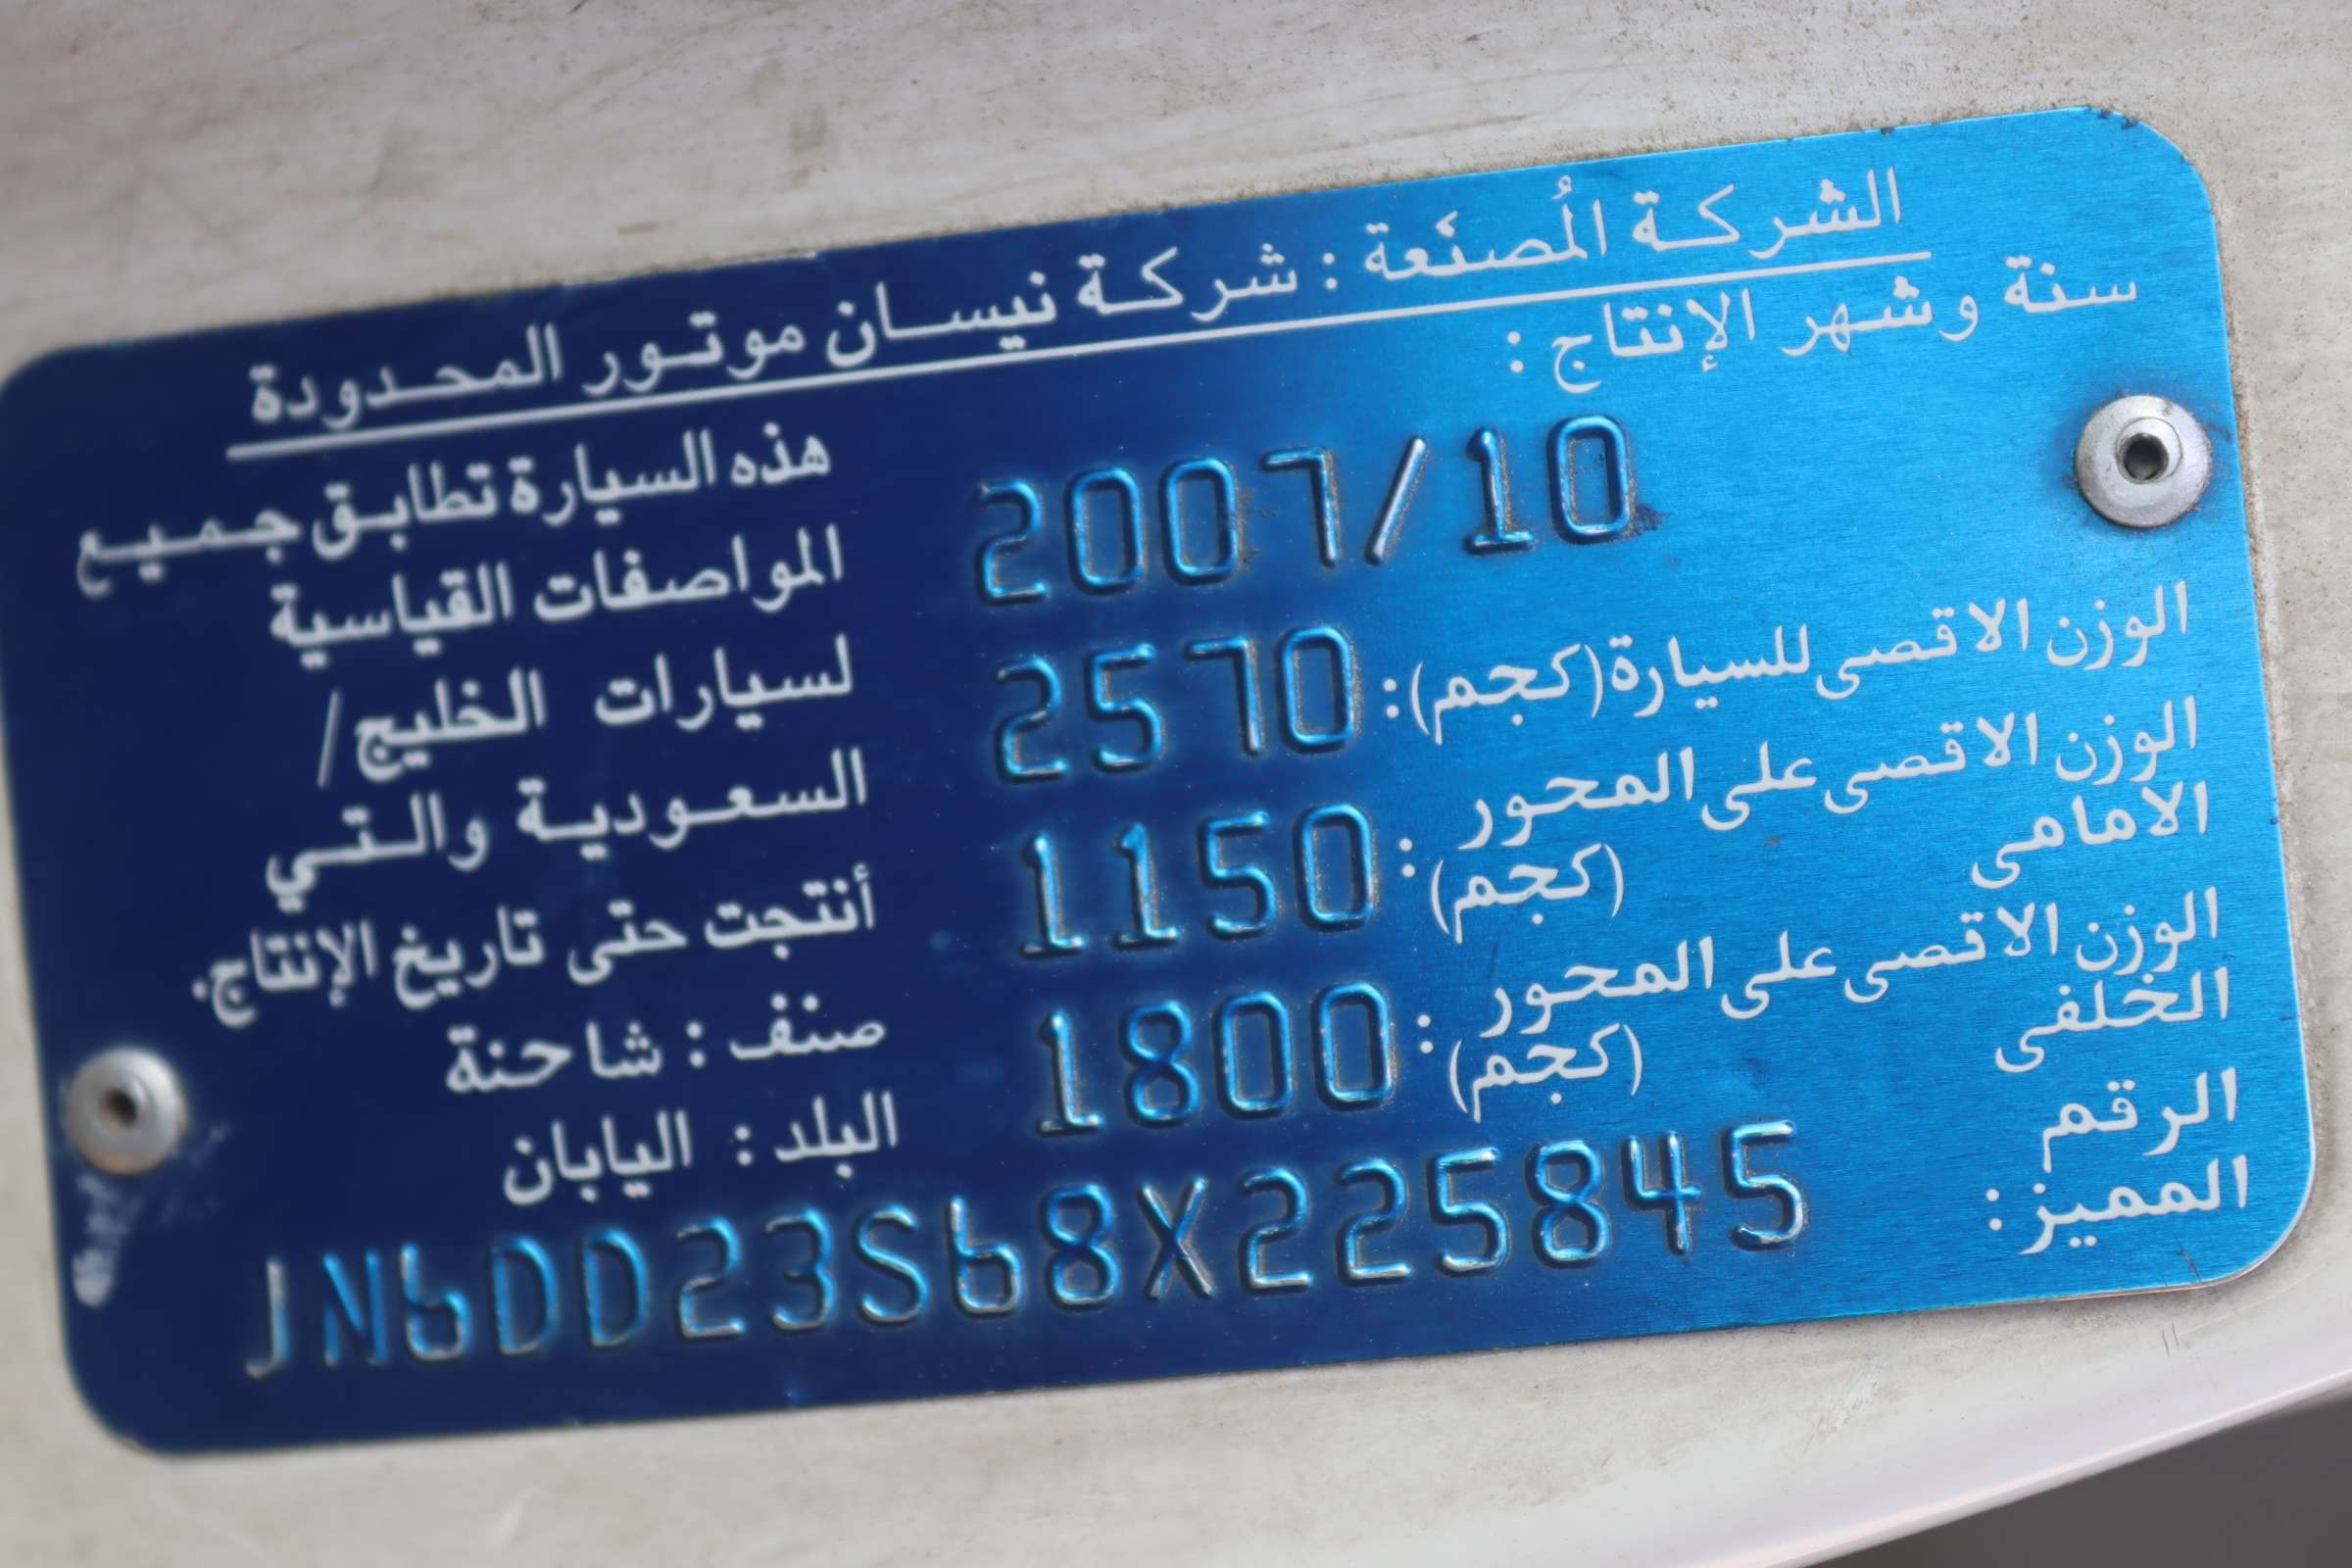 الشركة المُصنَعة : شركة نيسان موتور المحدودة
سنة وشهر الإنتاج :
2007/10
الوزن الاقصى للسيارة (كجم): 2570
الوزن الاقصى على المحور
الامامى (كجم) : 1150
الوزن الاقصى على المحور
الخلفى (كجم) : 1800
الرقم
المميز:
هذه السيارة تطابق جميع
المواصفات القياسية
لسيارات الخليج/
السعودية والتي
أنتجت حتى تاريخ الإنتاج.
صنف : شاحنة
البلد : اليابان
JN6DD23S68X225845